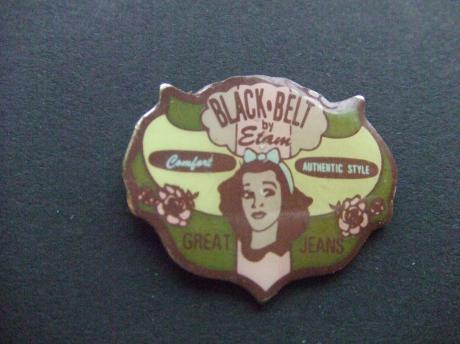 BLACK•BELT
by
Etam
Comfort
AUTHENTIC STYLE
GREAT JEANS